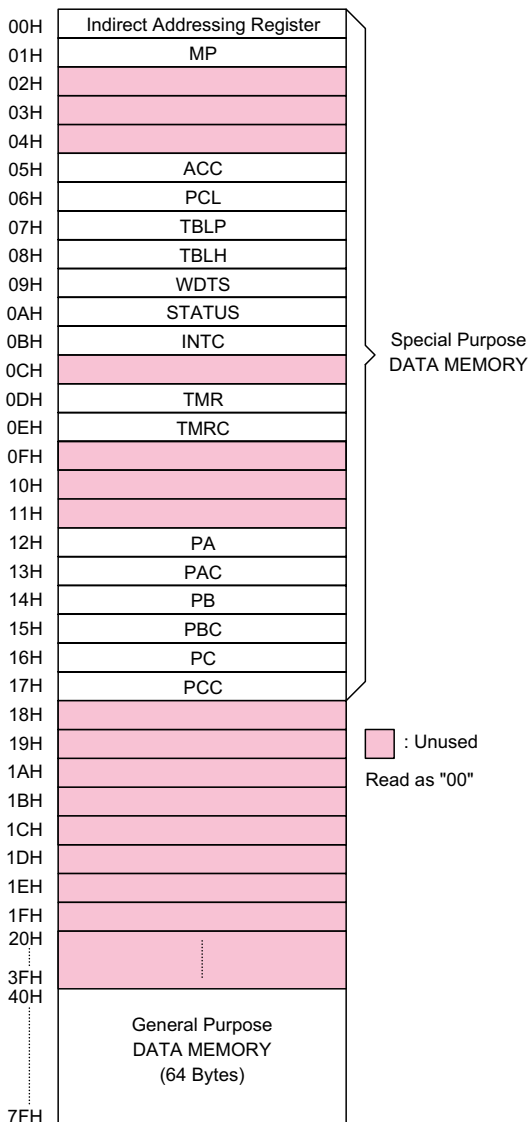 00H Indirect Addressing Register
01H MP
02H
03H
04H
05H ACC
06H PCL
07H TBLP
08H TBLH
09H WDTS
0AH STATUS
0BH INTC
Special Purpose
DATA MEMORY
0CH
0DH TMR
0EH TMRC
0FH
10H
11H
12H PA
13H PAC
14H PB
15H PBC
16H PC
17H PCC
18H
19H
: Unused
Read as "00"
1AH
1BH
1CH
1DH
1EH
1FH
20H
3FH
40H
General Purpose
DATA MEMORY
(64 Bytes)
7FH